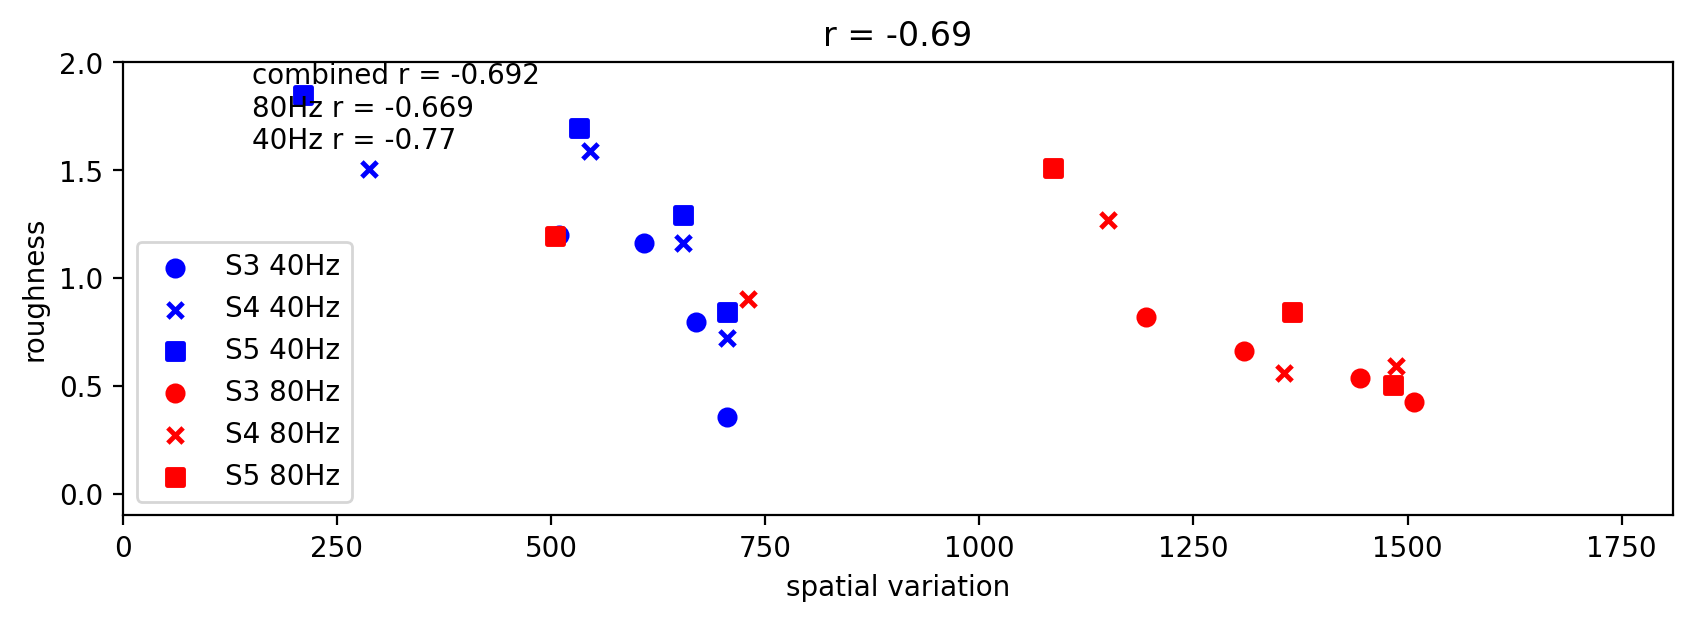 r = -0.69
combined r = -0.692
80Hz r = -0.669
40Hz r = -0.77
2.0
1.5
1.0
0.5
0.0
roughness
S3 40Hz
S4 40Hz
S5 40Hz
S3 80Hz
S4 80Hz
S5 80Hz
0 250 500 750 1000 1250 1500 1750
spatial variation